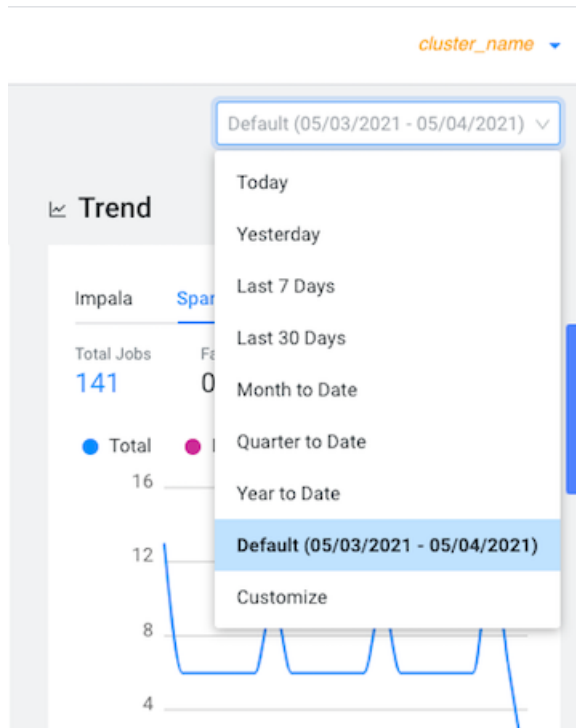 cluster_name
Default (05/03/2021 - 05/04/2021)
Trend
Today
Yesterday
Last 7 Days
Last 30 Days
Month to Date
Quarter to Date
Year to Date
Default (05/03/2021 - 05/04/2021)
Customize
Impala
Total Jobs
141
0
Total
16
12
8
4